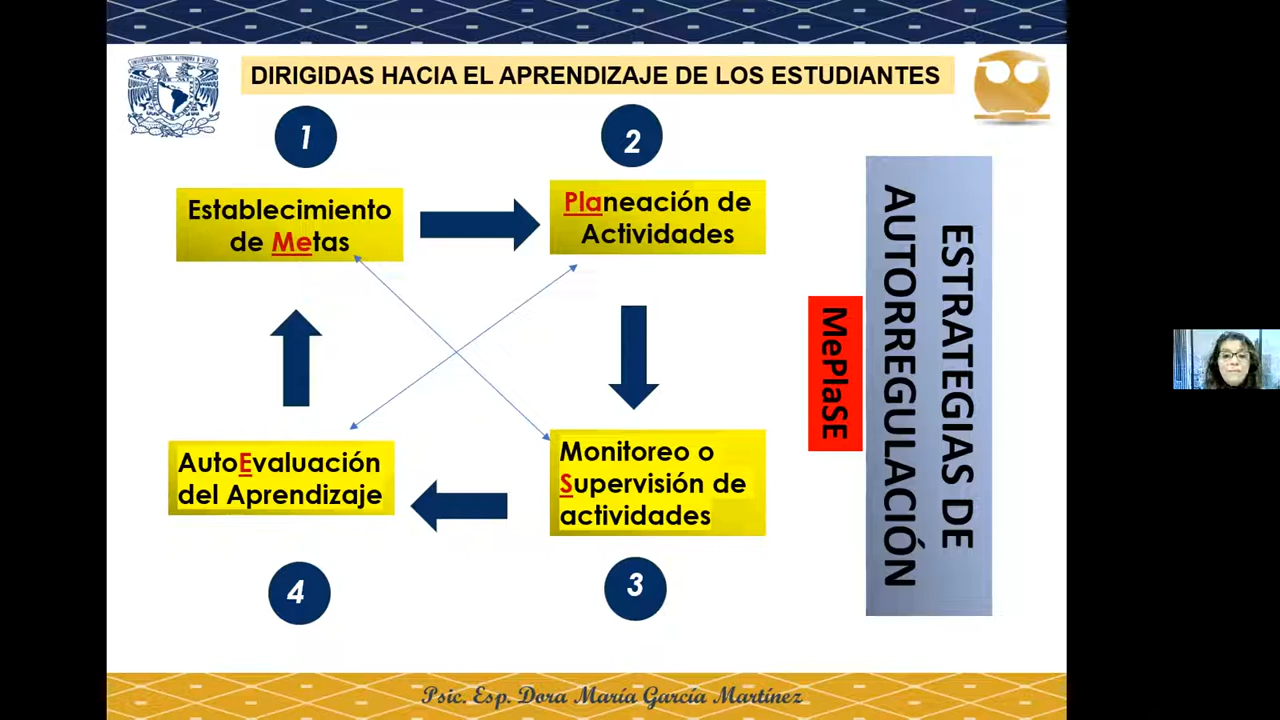 DIRIGIDAS HACIA EL APRENDIZAJE DE LOS ESTUDIANTES
1
2
Establecimiento
de Metas
Planeación de
Actividades
AutoEvaluación
del Aprendizaje
Monitoreo o
Supervisión de
actividades
4
3
MePlaSE
ESTRATEGIAS DE
AUTORREGULACIÓN
Psic. Esp. Dora María García Martínez